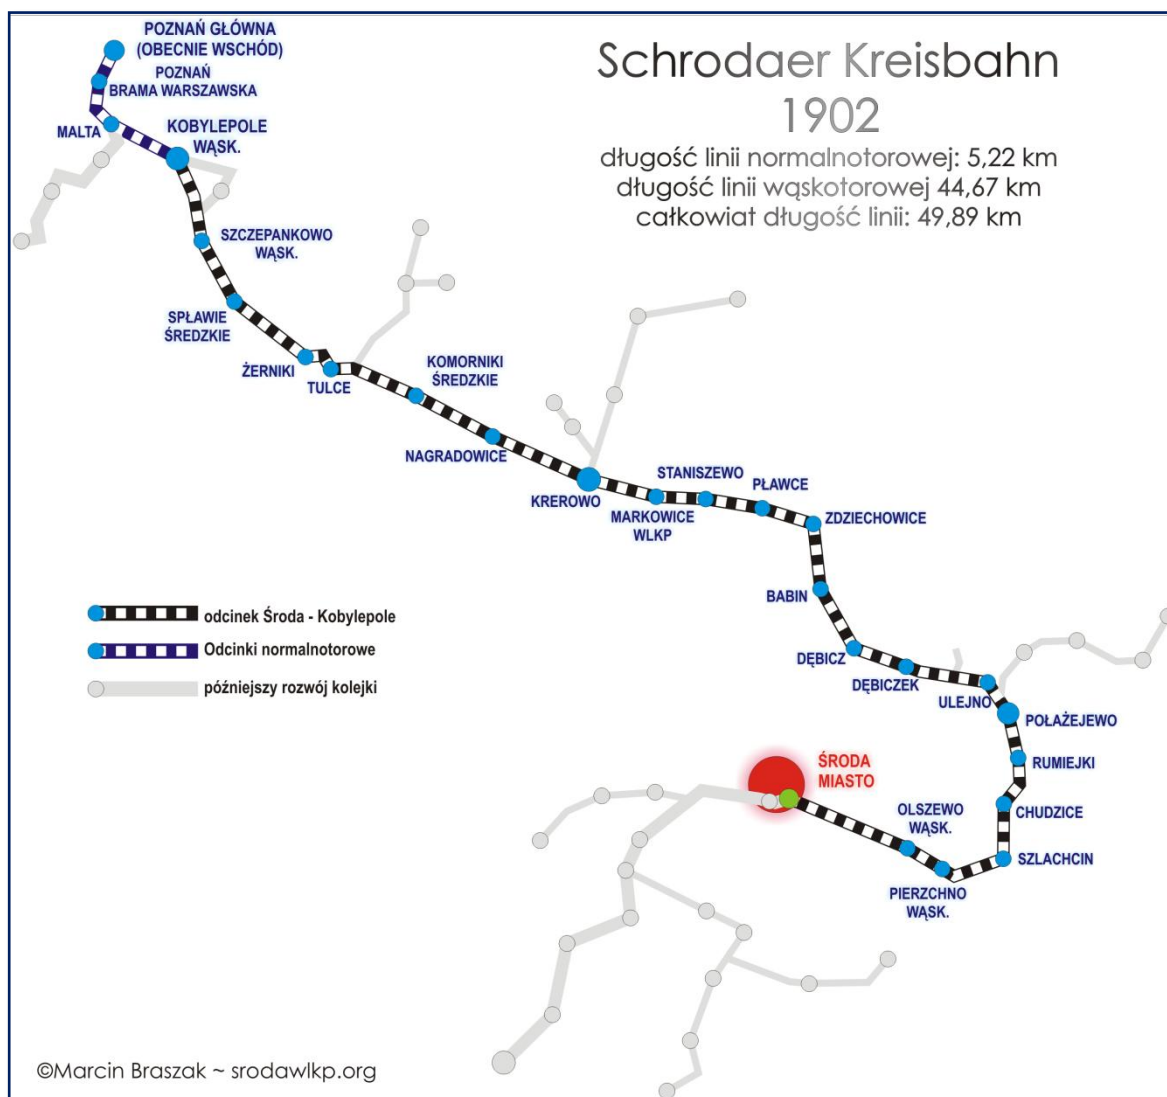 Schrodaer Kreisbahn
1902
długość linii normalnotorowej: 5,22 km
długość linii wąskotorowej 44,67 km
całkowiat długość linii: 49,89 km
POZNAŃ GŁÓWNA
(OBECNIE WSCHÓD)
POZNAŃ
BRAMA WARSZAWSKA
MALTA
KOBYLEPOLE
WĄSK.
SZCZEPANKOWO
WĄSK.
SPŁAWIE
ŚREDZKIE
ŻERNIKI
TULCE
KOMORNIKI
ŚREDZKIE
NAGRADOWICE
KREROWO
MARKOWICE
WLKP
STANISZEWO
PŁAWCE
ZDZIECHOWICE
BABIN
DĘBICZ
DĘBICZEK
ULEJNO
POŁAŻEJEWO
RUMIEJKI
CHUDZICE
SZLACHCIN
PIERZCHNO
WĄSK.
OLSZEWO
WĄSK.
ŚRODA
MIASTO
odcinek Środa - Kobylepole
Odcinki normalnotorowe
późniejszy rozwój kolejki
©Marcin Braszak ~ srodawlkp.org